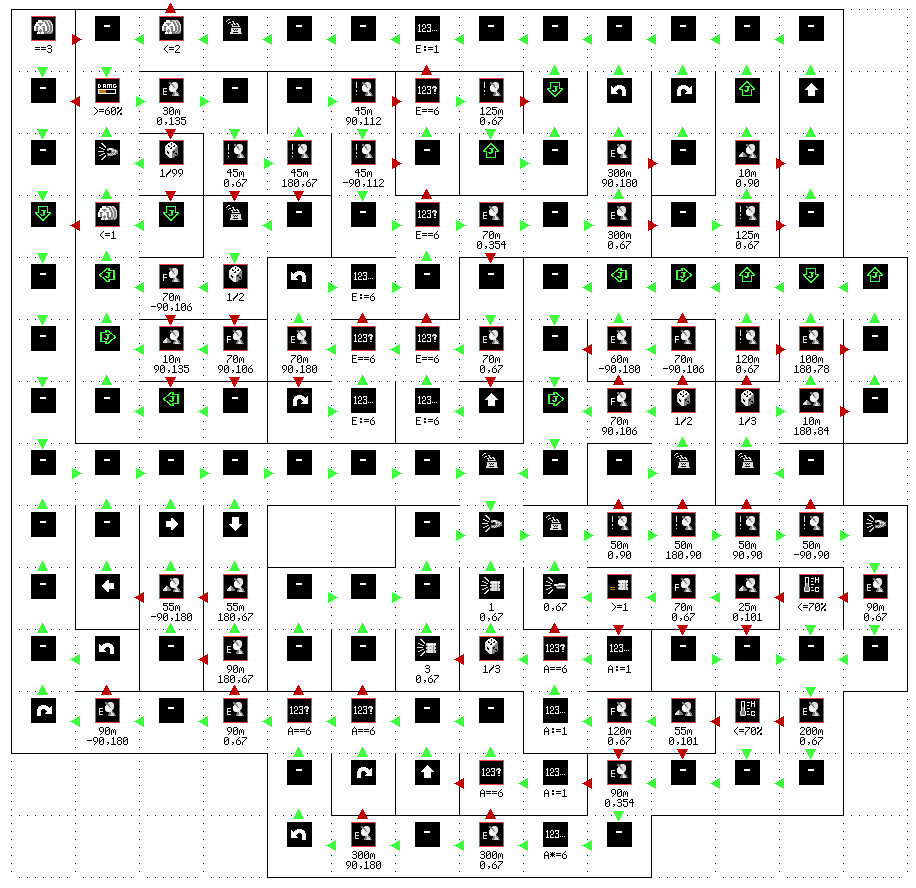 ==3 <=2 E:=1
DAMG E 123?
>=60% 30m 45m E==6 125m
0,135 90,112 0,67
1/99 45m 45m 45m 300m 10m
0,67 180,67 -90,112 90,180 0,90
<=1 E==6 70m 300m 125m
0,354 0,67 0,67
70m 1/2 E:=6
-90,106
10m 70m 70m E==6 E==6 70m 60m 70m 120m 100m
90,135 90,106 90,180 0,67 -90,180 -90,106 0,67 180,78
E:=6 E:=6 70m 1/2 1/3 10m
90,106 180,84
50m 50m 50m 50m
0,90 180,90 90,90 -90,90
55m 55m 1 0,67 >=1 70m 25m <=70% 90m
-90,180 180,67 0,67 0,67 0,101 0,67
90m 3 1/3 A==6 A:=1
180,67 0,67
90m 90m A==6 A==6 A:=1 120m 55m <=70% 200m
-90,180 0,67 0,67 0,101 0,67
A==6 A:=1 90m
0,354
300m 300m A*=6
90,180 0,67